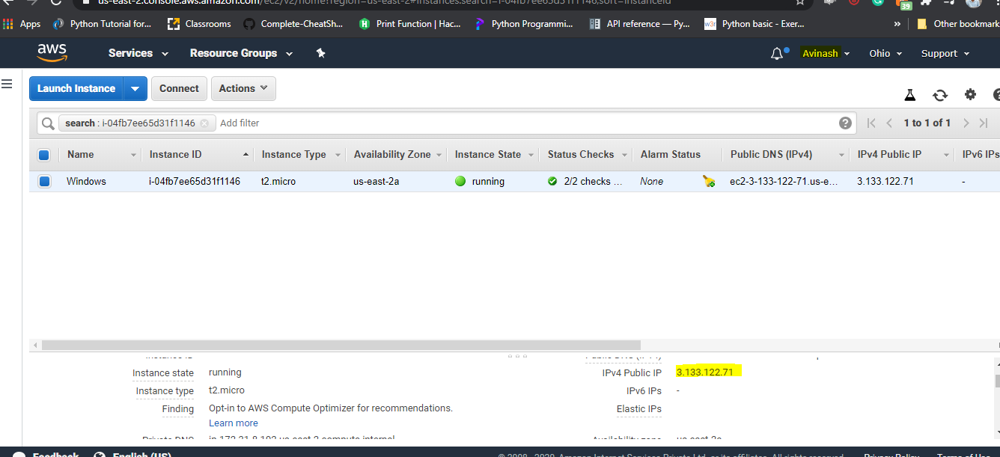 us-east-2.console.aws.amazon.com/ec2/v2/home?region=us-east-2#Instances:search=i-04fb7ee65d31f1146;sort=instanceId
39
Apps Python Tutorial for... Classrooms Complete-CheatSh... Print Function | Hac... Python Programmi... API reference — Py... w3r Python basic - Exer... » Other bookmark
aws Services Resource Groups Avinash Ohio Support
Launch Instance Connect Actions
search : i-04fb7ee65d31f1146 Add filter 1 to 1 of 1
Name Instance ID Instance Type Availability Zone Instance State Status Checks Alarm Status Public DNS (IPv4) IPv4 Public IP IPv6 IPs
Windows i-04fb7ee65d31f1146 t2.micro us-east-2a running 2/2 checks ... None ec2-3-133-122-71.us-e... 3.133.122.71 -
Instance ID Public DNS (IPv4)
Instance state running IPv4 Public IP 3.133.122.71
Instance type t2.micro IPv6 IPs -
Finding Opt-in to AWS Compute Optimizer for recommendations. Elastic IPs
Learn more
Private DNS ip-172-31-8-192.us-east-2.compute.internal Availability zone us-east-2a
Feedback English (US) © 2008 - 2020, Amazon Internet Services Private Ltd. or its affiliates. All rights reserved. Privacy Policy Terms of Use